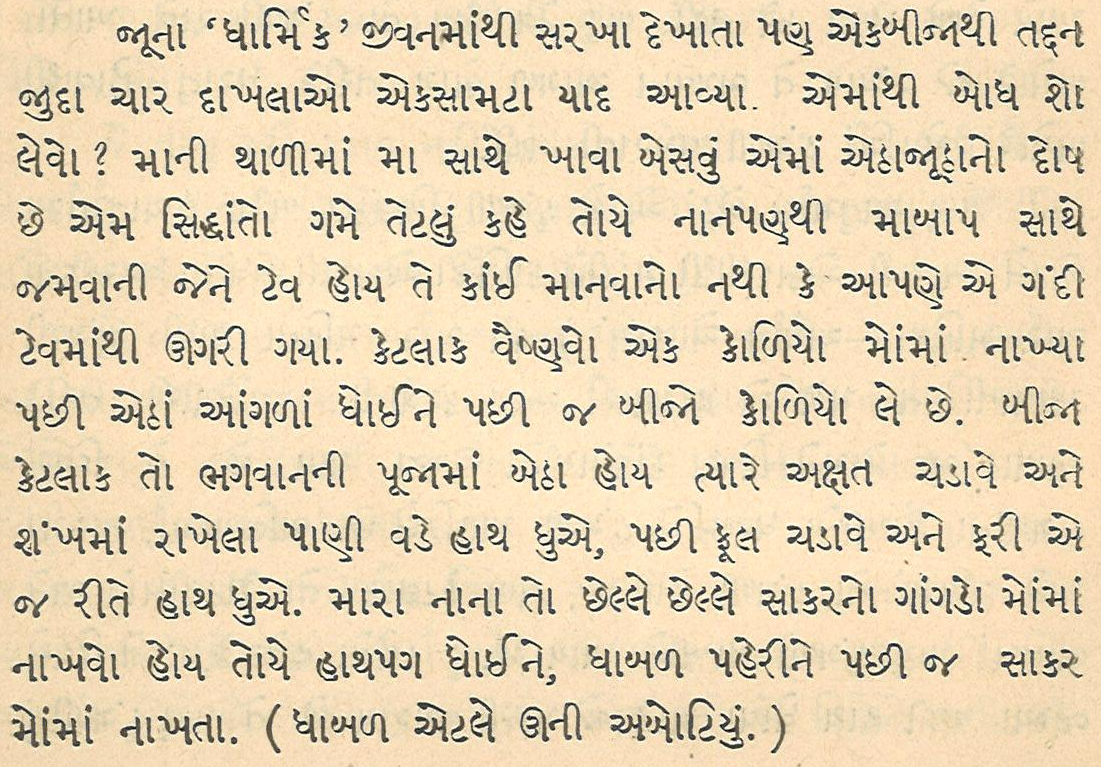 જૂના ‘ધાર્મિક’ જીવનમાંથી સરખા દેખાતા પણ એકબીજાથી તદ્દન
જુદા ચાર દાખલાઓ એકસામટા યાદ આવ્યા. એમાંથી બોધ શો
લેવો? માની થાળીમાં મા સાથે ખાવા બેસવું એમાં એઠાજૂઠાનો દોષ
છે એમ સિદ્ધાંતો ગમે તેટલું કહે તોયે નાનપણથી માબાપ સાથે
જમવાની જેને ટેવ હોય તે કાંઈ માનવાનો નથી કે આપણે એ ગંદી
ટેવમાંથી ઊગરી ગયા. કેટલાક વૈષ્ણવો એક કોળિયો મોંમાં નાખ્યા
પછી એઠાં આંગળાં ધોઈને પછી જ બીજો કોળિયો લે છે. બીજા
કેટલાક તો ભગવાનની પૂજામાં બેઠા હોય ત્યારે અક્ષત ચડાવે અને
શંખમાં રાખેલા પાણી વડે હાથ ધુએ, પછી ફૂલ ચડાવે અને ફરી એ
જ રીતે હાથ ધુએ. મારા નાના તો છેલ્લે છેલ્લે સાકરનો ગાંગડો મોંમાં
નાખવો હોય તોયે હાથપગ ધોઈને, ધાબળ પહેરીને પછી જ સાકર
મોંમાં નાખતા. ( ધાબળ એટલે ઊની અબોટિયું. )